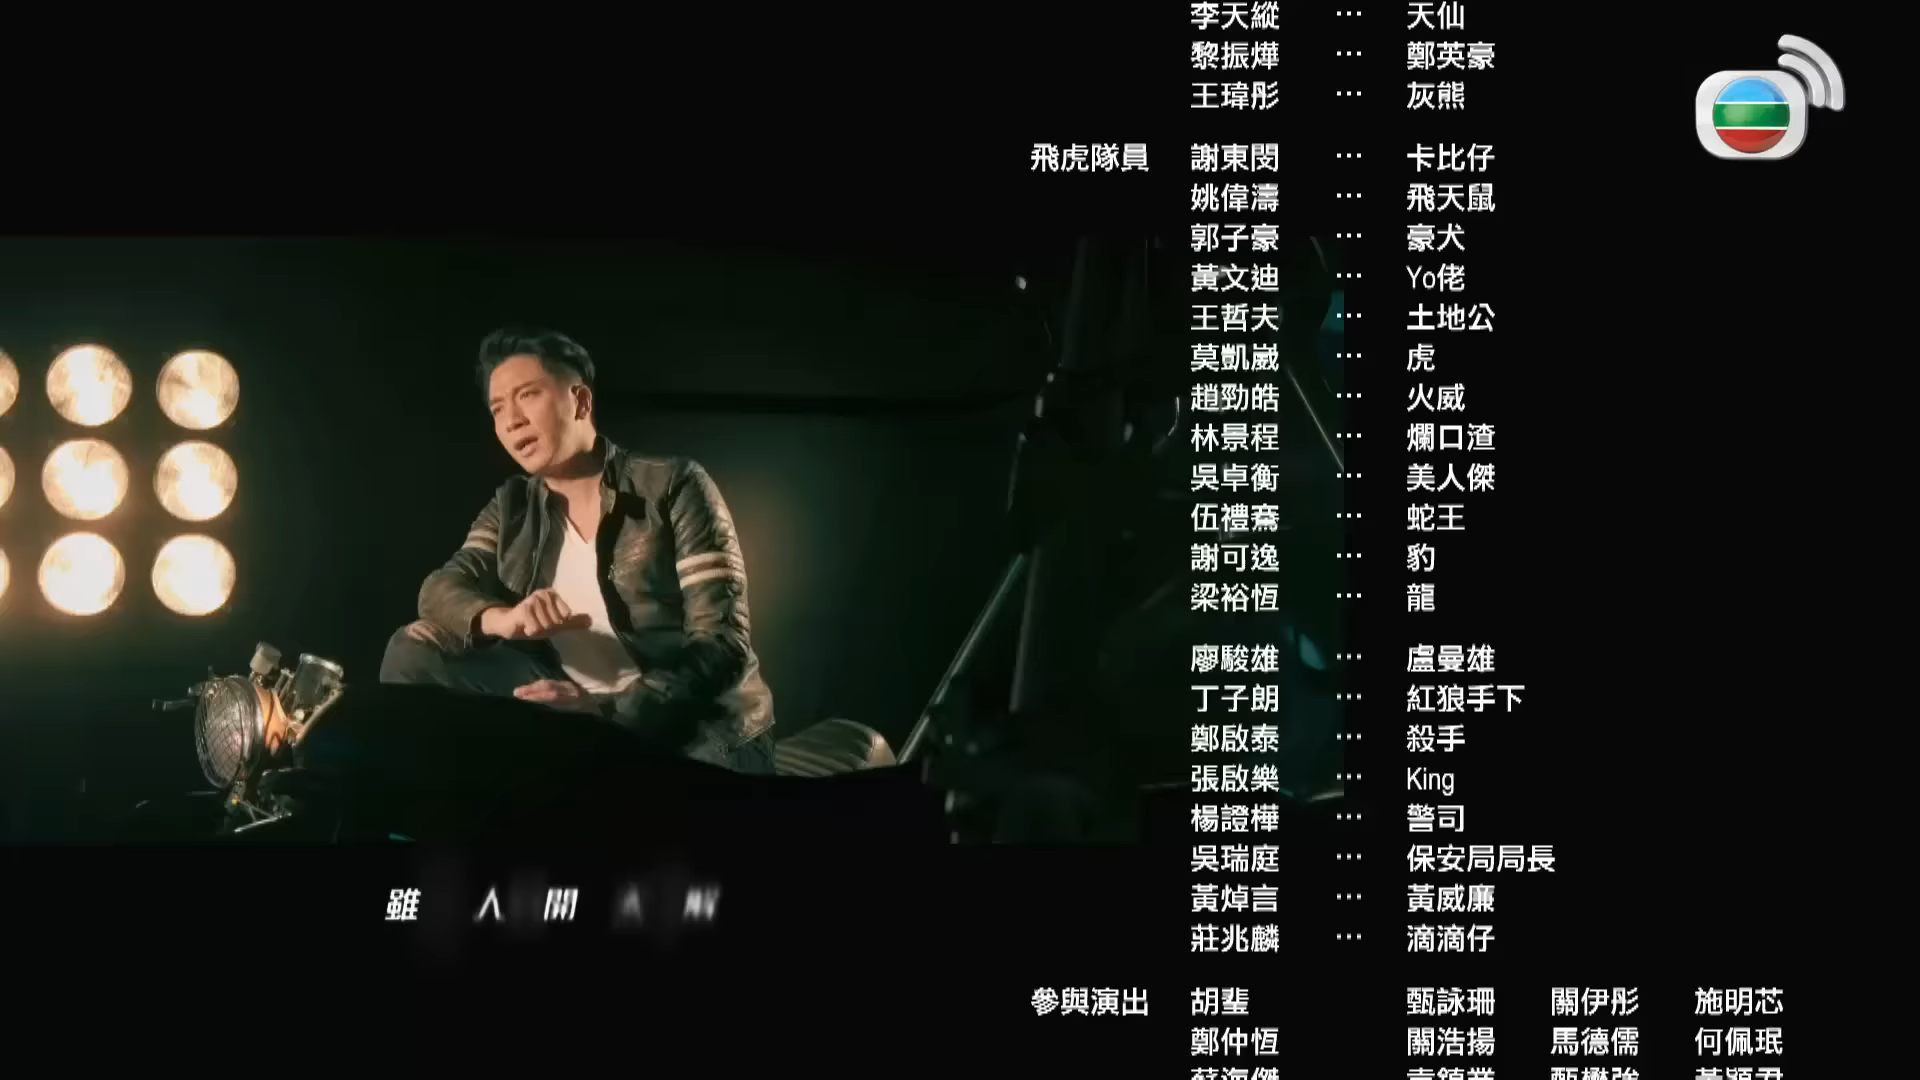 李天縱 … 天仙
黎振燁 … 鄭英豪
王瑋彤 … 灰熊
飛虎隊員 謝東閔 … 卡比仔
姚偉濤 … 飛天鼠
郭子豪 … 豪犬
黃文迪 … Yo佬
王哲夫 … 土地公
莫凱崴 … 虎
趙勁皓 … 火威
林景程 … 爛口渣
吳卓衡 … 美人傑
伍禮騫 … 蛇王
謝可逸 … 豹
梁裕恆 … 龍
廖駿雄 … 盧曼雄
丁子朗 … 紅狼手下
鄭啟泰 … 殺手
張啟樂 … King
楊證樺 … 警司
吳瑞庭 … 保安局局長
黃焯言 … 黃威廉
莊兆麟 … 滴滴仔
雖 人 開 解
參與演出 胡聖 甄詠珊 關伊彤 施明芯
鄭仲恆 關浩揚 馬德儒 何佩珉